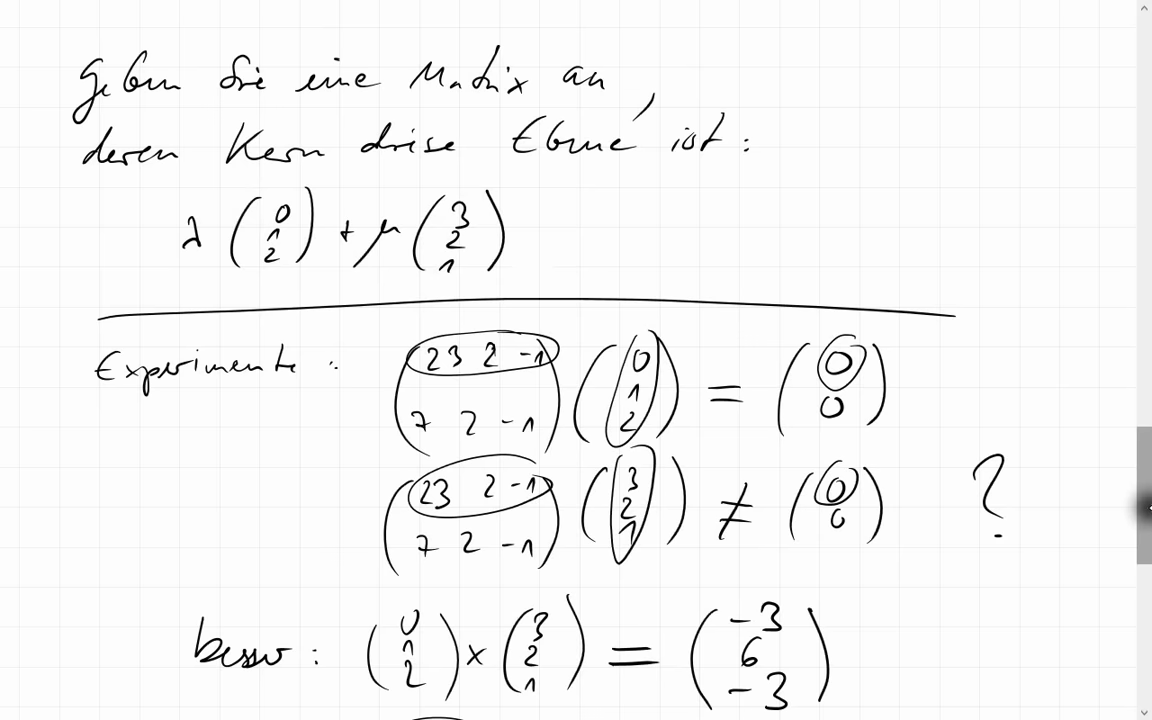 Geben Sie eine Matrix an,
deren Kern diese Ebene ist:
λ (0 1 2) + μ (3 2 1)
Experimente: (23 2 -1 7 2 -1) (0 1 2) = (0 0)
(23 2 -1 7 2 -1) (3 2 1) ≠ (0 0) ?
besser: (0 1 2) × (3 2 1) = (-3 6 -3)